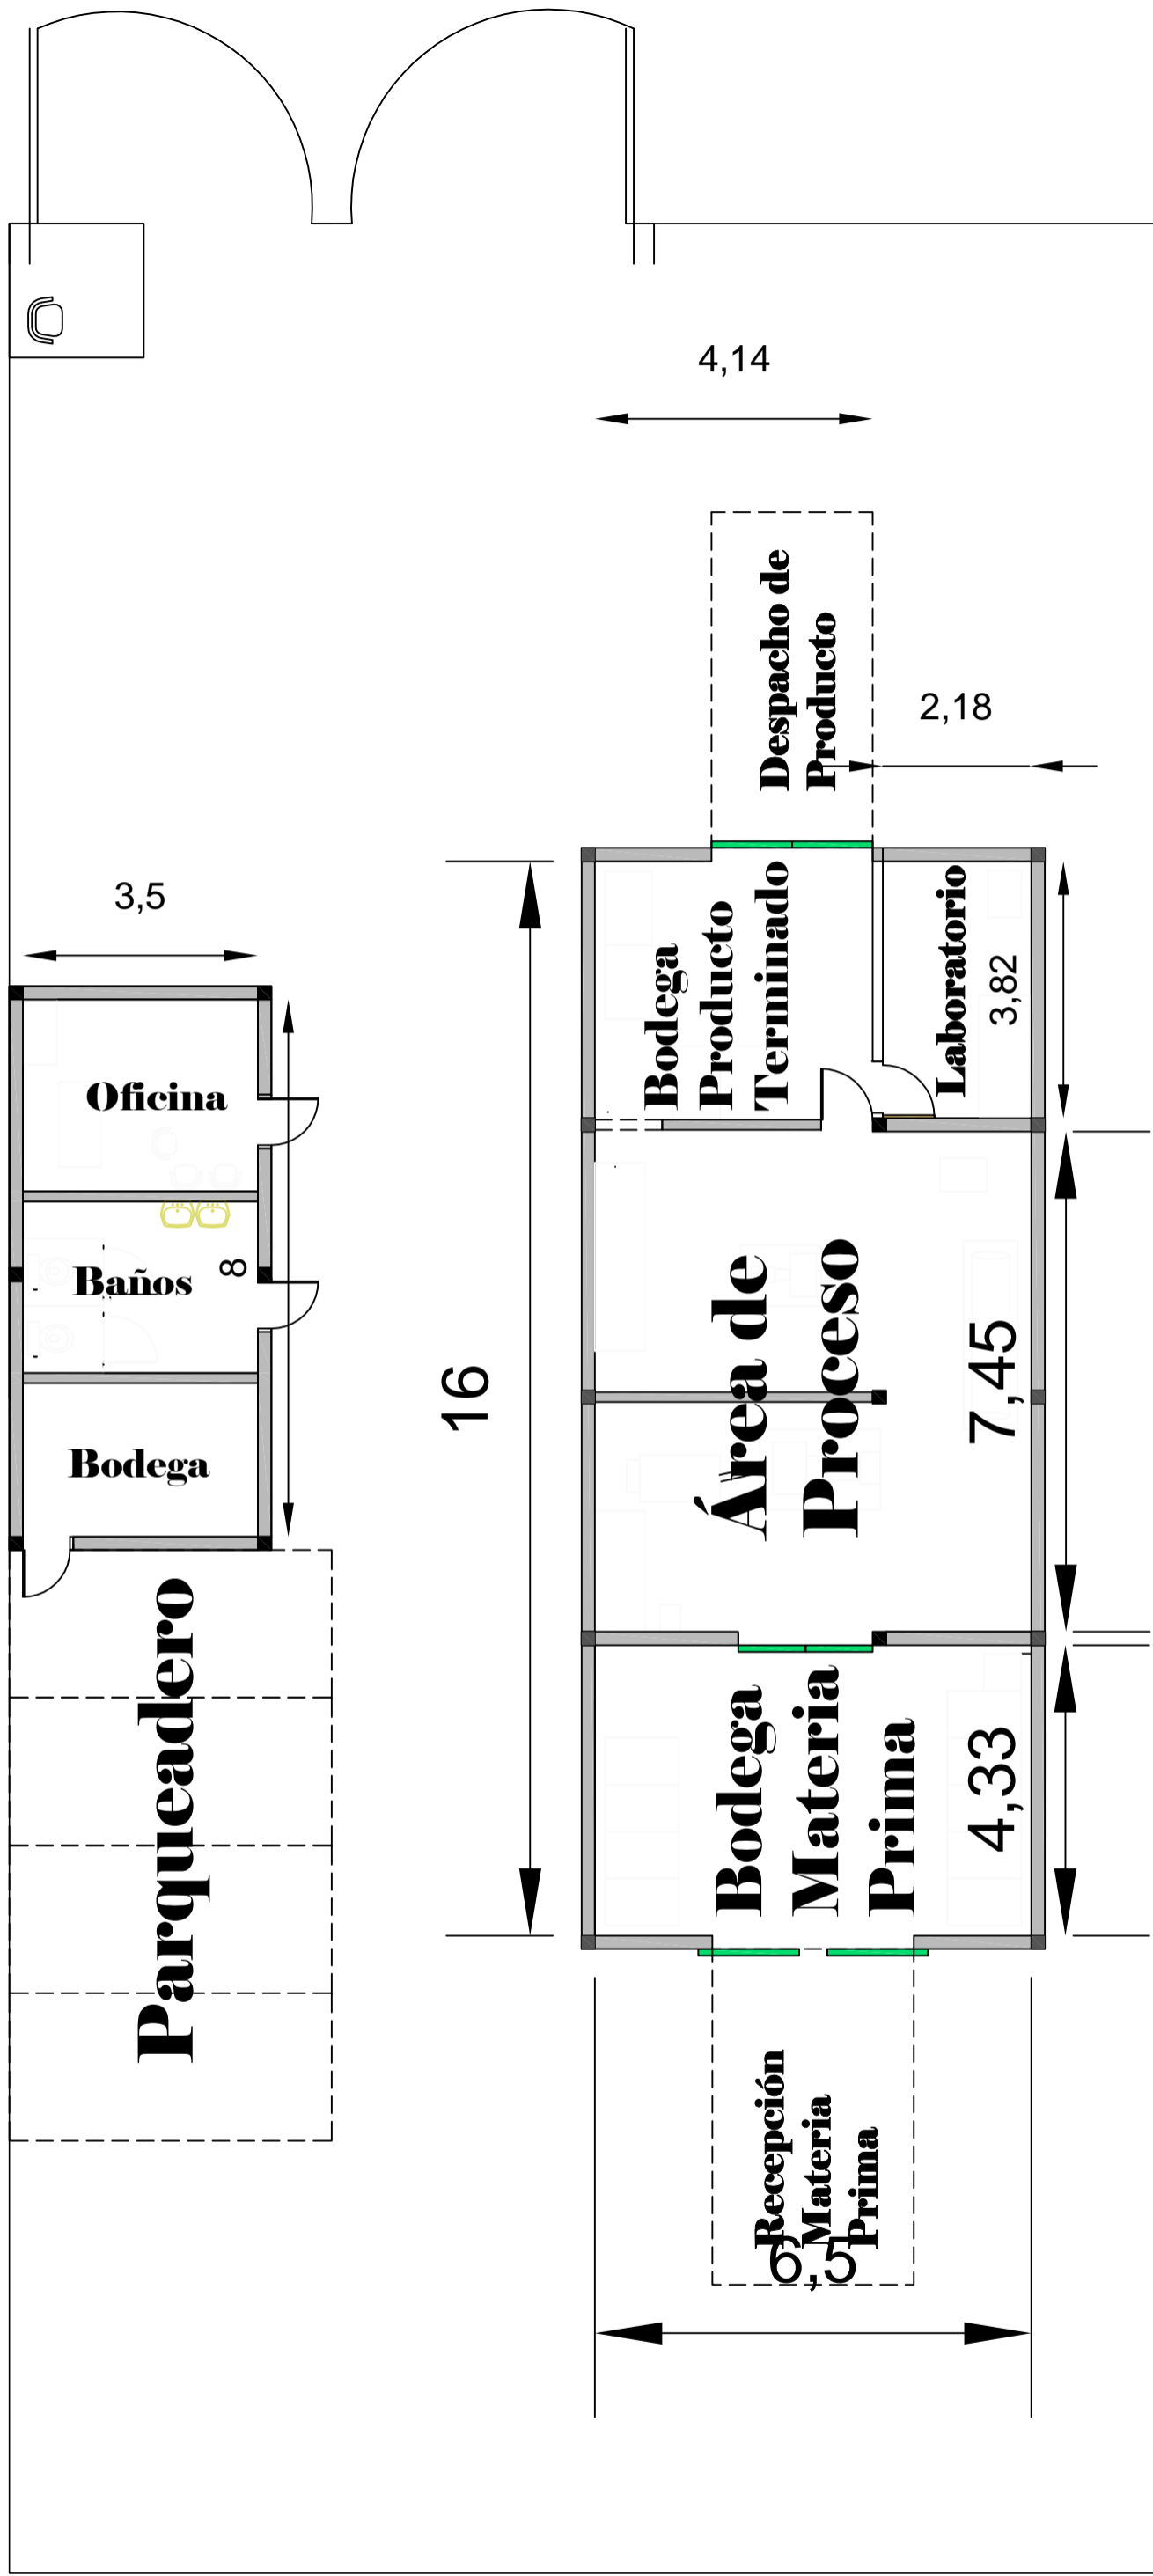 4,14
Despacho de
Producto
2,18
3,5
Bodega
Producto
Terminado
Laboratorio
3,82
Oficina
Baños
8
16
Área de
Proceso
7,45
Bodega
Parqueadero
Bodega
Materia
Prima
4,33
Recepción
Materia
Prima
6,5